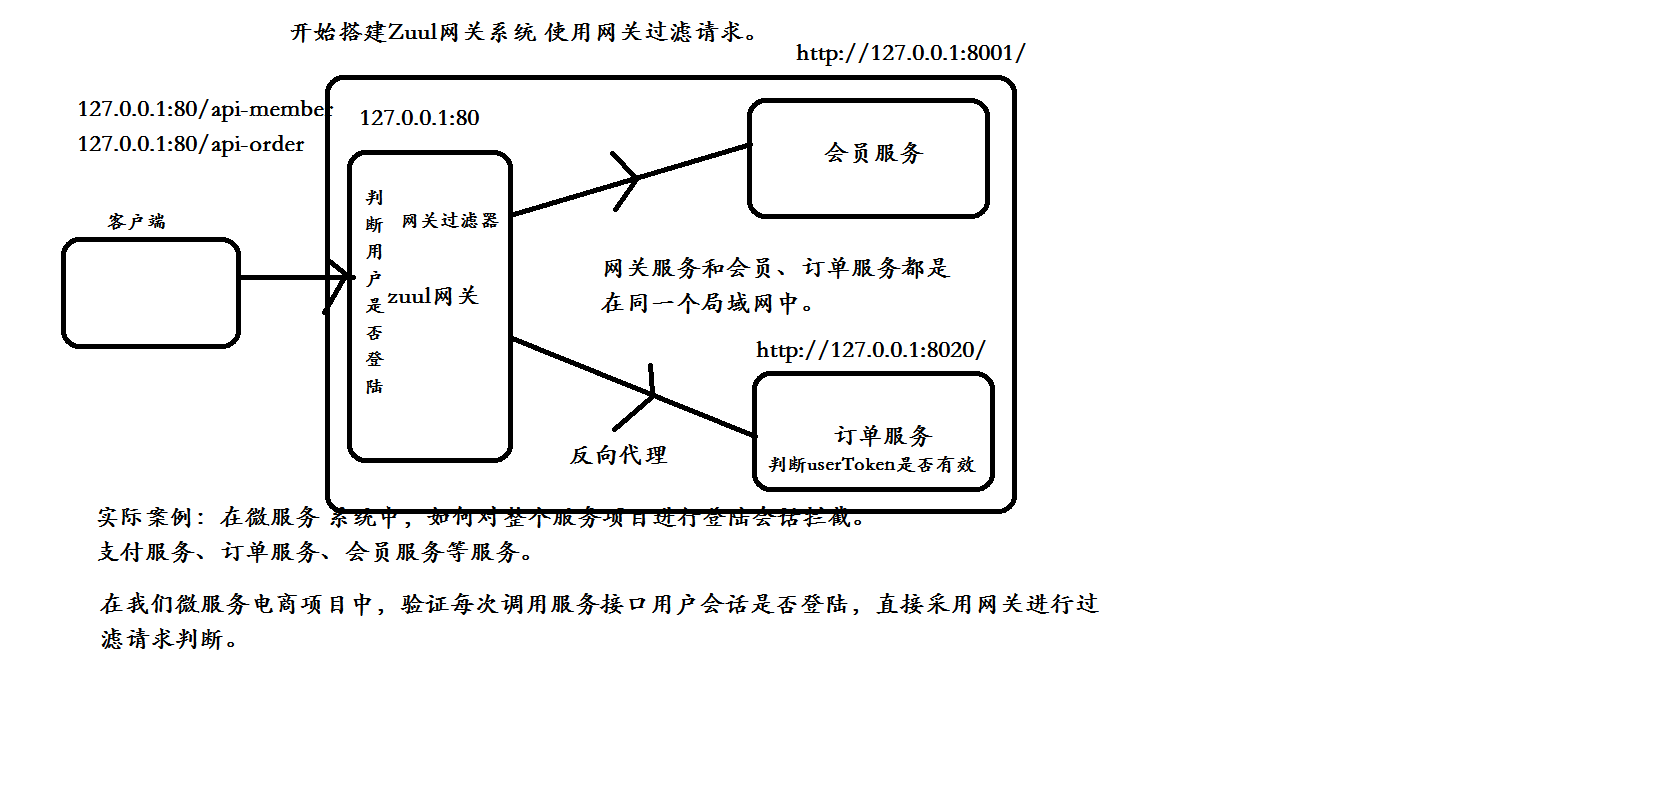 开始搭建Zuul网关系统 使用网关过滤请求。
http://127.0.0.1:8001/
127.0.0.1:80/api-member
127.0.0.1:80
127.0.0.1:80/api-order
会员服务
客户端
判断用户是否登陆
网关过滤器
zuul网关
网关服务和会员、订单服务都是
在同一个局域网中。
http://127.0.0.1:8020/
订单服务
判断userToken是否有效
反向代理
实际案例：在微服务 系统中，如何对整个服务项目进行登陆会话拦截。
支付服务、订单服务、会员服务等服务。
在我们微服务电商项目中，验证每次调用服务接口用户会话是否登陆，直接采用网关进行过
滤请求判断。